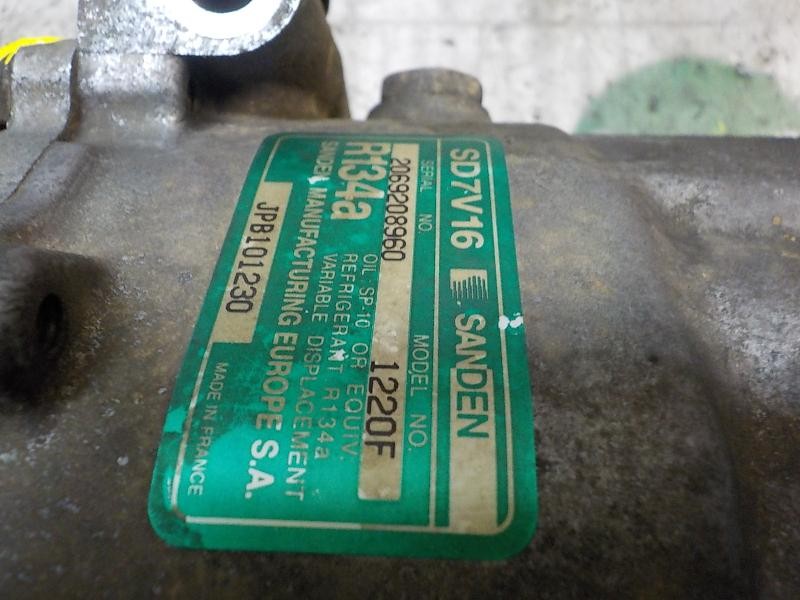 SD7V16 SANDEN
SERIAL NO. MODEL NO.
2069208960 1220F
R134a OIL : SP-10 OR EQUIV.
REFRIGERANT R134a
VARIABLE DISPLACEMENT
SANDEN MANUFACTURING EUROPE S.A.
JPB101230 MADE IN FRANCE